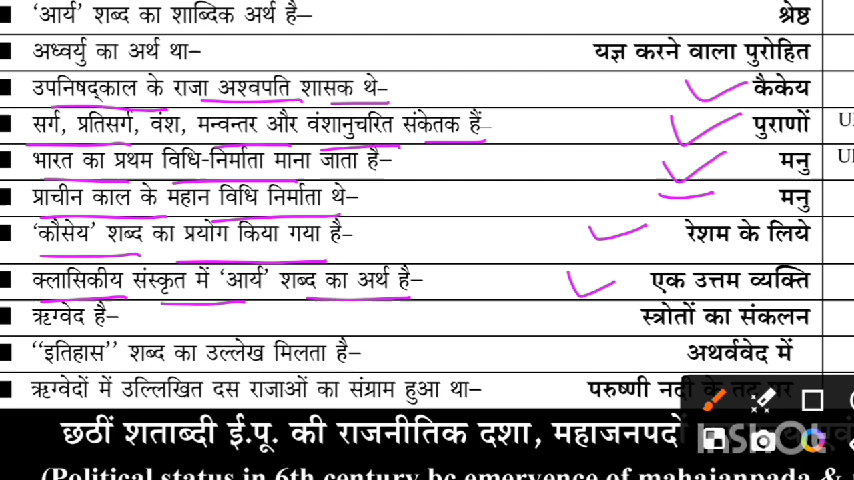 ■ 'आर्य' शब्द का शाब्दिक अर्थ है– श्रेष्ठ
■ अध्वर्यु का अर्थ था– यज्ञ करने वाला पुरोहित
■ उपनिषद्काल के राजा अश्वपति शासक थे– कैकेय
■ सर्ग, प्रतिसर्ग, वंश, मन्वन्तर और वंशानुचरित संकेतक हैं– पुराणों
■ भारत का प्रथम विधि-निर्माता माना जाता है– मनु
■ प्राचीन काल के महान विधि निर्माता थे– मनु
■ 'कौसेय' शब्द का प्रयोग किया गया है– रेशम के लिये
■ क्लासिकीय संस्कृत में 'आर्य' शब्द का अर्थ है– एक उत्तम व्यक्ति
■ ऋग्वेद है– स्त्रोतों का संकलन
■ "इतिहास" शब्द का उल्लेख मिलता है– अथर्ववेद में
■ ऋग्वेदों में उल्लिखित दस राजाओं का संग्राम हुआ था– परुष्णी नदी के तट पर
छठीं शताब्दी ई.पू. की राजनीतिक दशा, महाजनपदों
(Political status in 6th century bc emervence of mahajanpada &